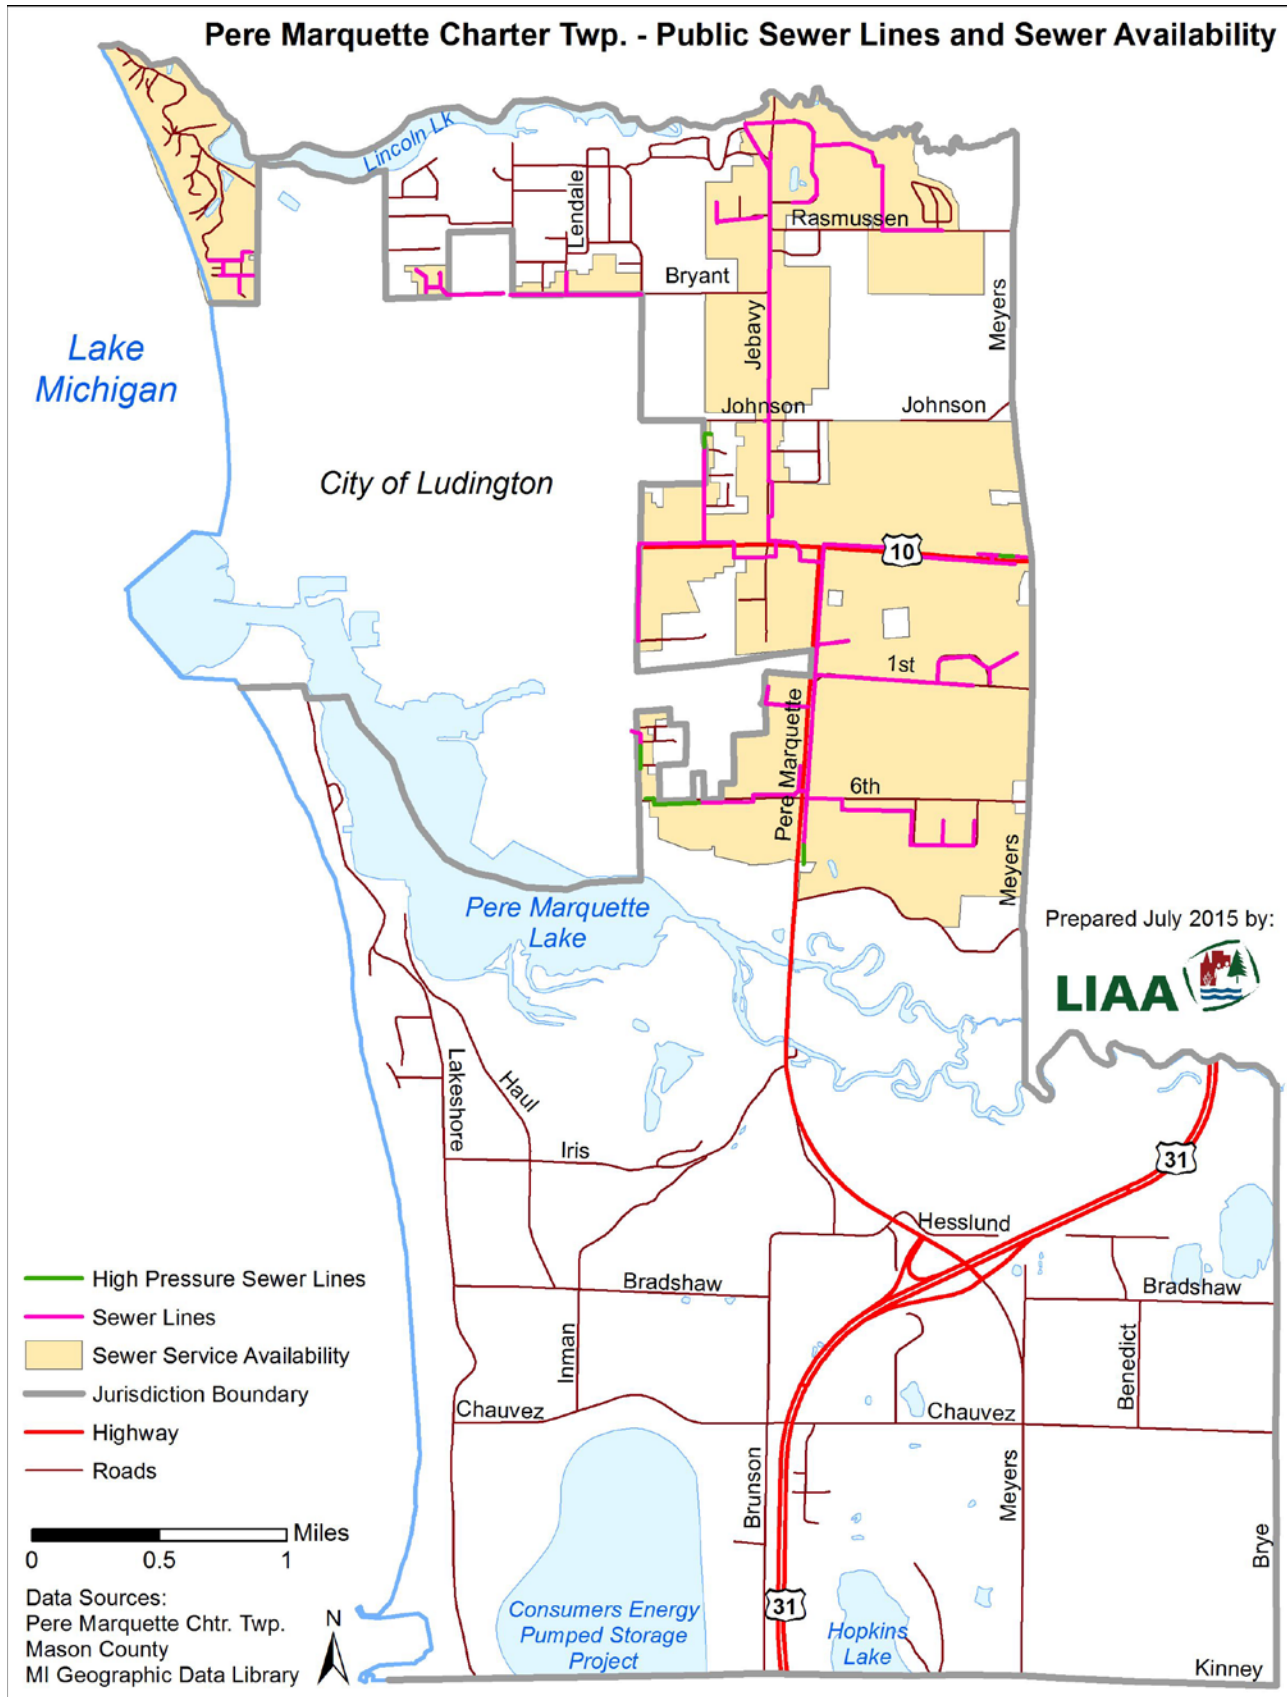 Pere Marquette Charter Twp. - Public Sewer Lines and Sewer Availability
Lincoln Lk
Lendale
Rasmussen
Bryant
Jebavy
Meyers
Lake
Michigan
Johnson
Johnson
City of Ludington
10
1st
Pere Marquette
6th
Meyers
Pere Marquette
Lake
Prepared July 2015 by:
LIAA
Lakeshore
Haul
Iris
31
Hesslund
Bradshaw
Bradshaw
Inman
Benedict
Chauvez
Chauvez
Brunson
Meyers
Brye
31
Consumers Energy
Pumped Storage
Project
Hopkins
Lake
Kinney
High Pressure Sewer Lines
Sewer Lines
Sewer Service Availability
Jurisdiction Boundary
Highway
Roads
Miles
0 0.5 1
Data Sources:
Pere Marquette Chtr. Twp.
Mason County
MI Geographic Data Library
N